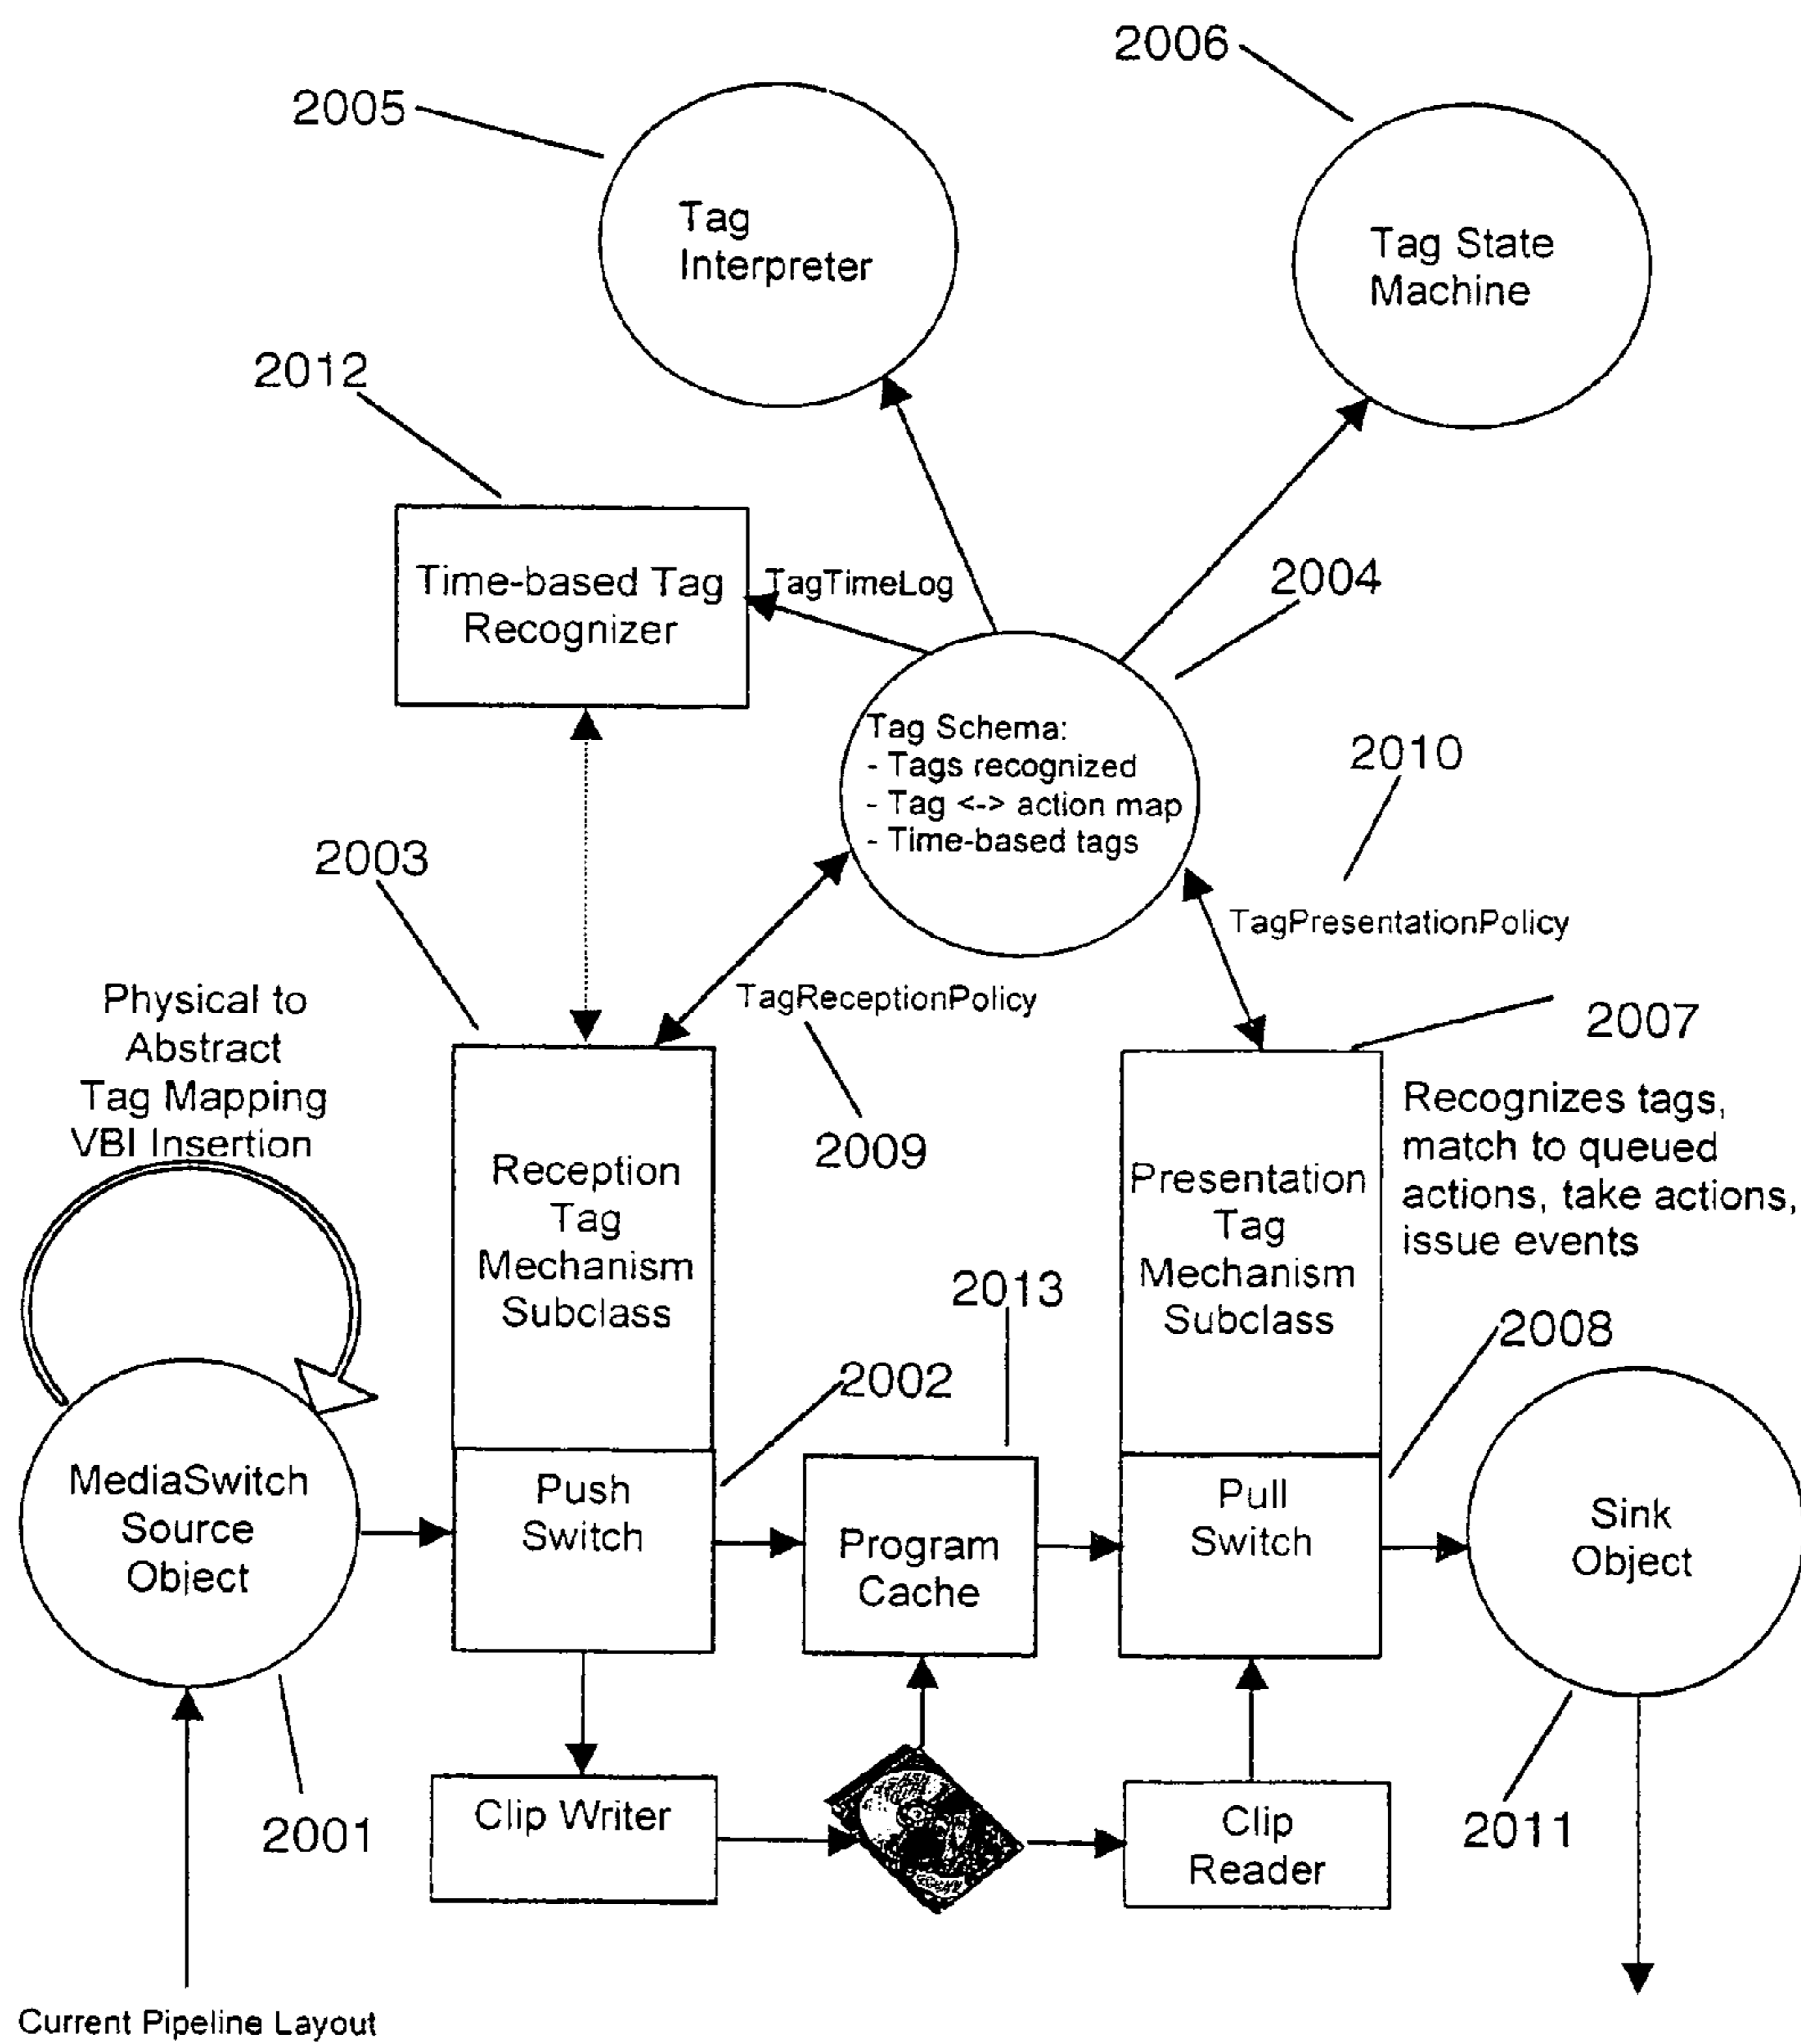 2006
2005
Tag
Interpreter
Tag State
Machine
2012
Time-based Tag
Recognizer
TagTimeLog
2004
Tag Schema:
- Tags recognized
- Tag <-> action map
- Time-based tags
2010
2003
TagPresentationPolicy
TagReceptionPolicy
2009
2007
Physical to
Abstract
Tag Mapping
VBI Insertion
Reception
Tag
Mechanism
Subclass
Presentation
Tag
Mechanism
Subclass
Recognizes tags,
match to queued
actions, take actions,
issue events
2013
2002
2008
MediaSwitch
Source
Object
Push
Switch
Program
Cache
Pull
Switch
Sink
Object
2001
Clip Writer
Clip
Reader
2011
Current Pipeline Layout